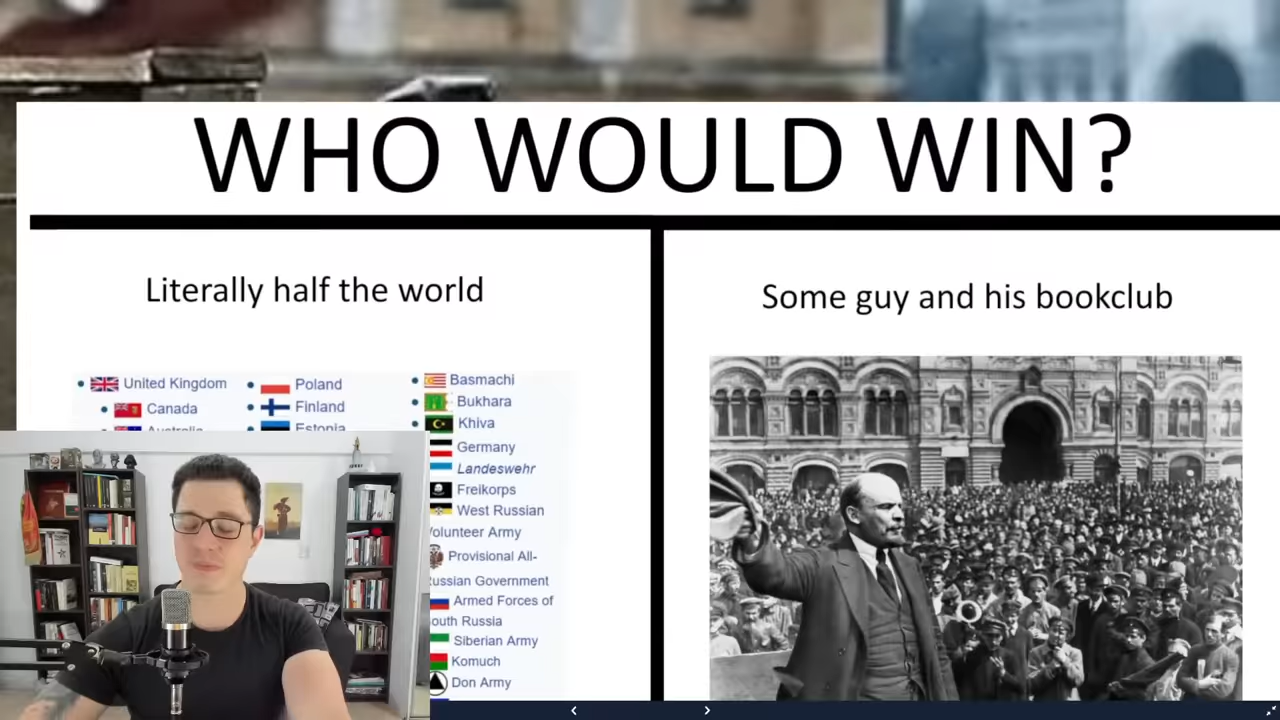 WHO WOULD WIN?
Literally half the world
Some guy and his bookclub
United Kingdom
Canada
Australia
Poland
Finland
Estonia
Basmachi
Bukhara
Khiva
Germany
Landeswehr
Freikorps
West Russian
Volunteer Army
Provisional All-
Russian Government
Armed Forces of
South Russia
Siberian Army
Komuch
Don Army